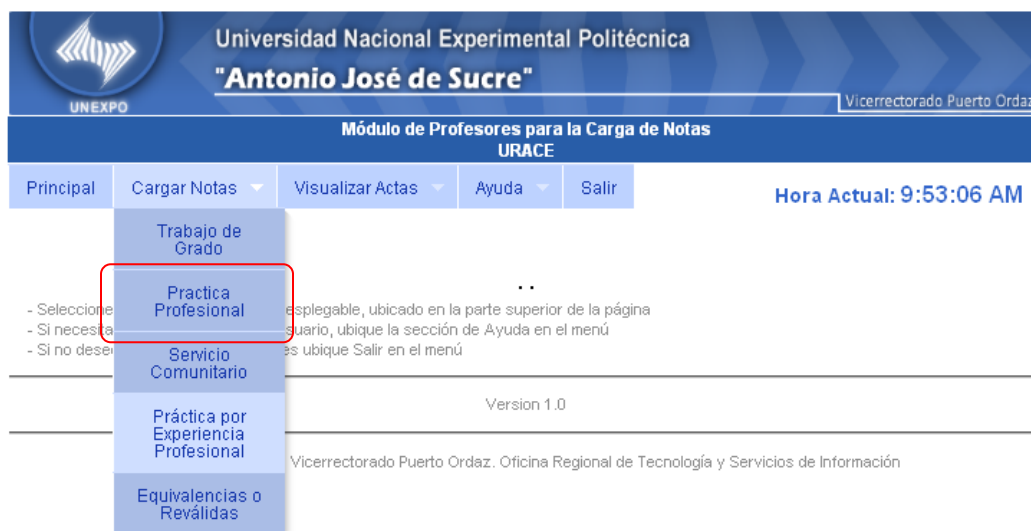 Universidad Nacional Experimental Politécnica
"Antonio José de Sucre"
UNEXPO
Vicerrectorado Puerto Ordaz
Módulo de Profesores para la Carga de Notas
URACE
Principal
Cargar Notas
Visualizar Actas
Ayuda
Salir
Hora Actual: 9:53:06 AM
Trabajo de
Grado
Practica
Profesional
Servicio
Comunitario
Práctica por
Experiencia
Profesional
Equivalencias o
Reválidas
. .
- Seleccione esplegable, ubicado en la parte superior de la página
- Si necesita suario, ubique la sección de Ayuda en el menú
- Si no dese es ubique Salir en el menú
Version 1.0
Vicerrectorado Puerto Ordaz. Oficina Regional de Tecnología y Servicios de Información